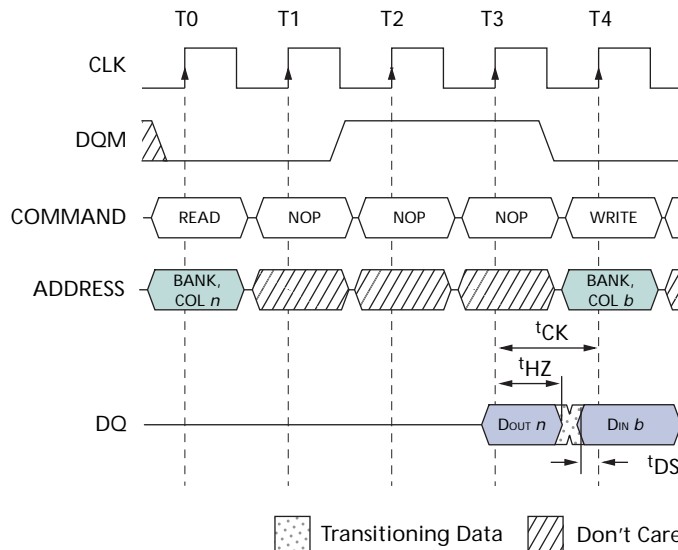 T0 T1 T2 T3 T4
CLK
DQM
COMMAND READ NOP NOP NOP WRITE
ADDRESS BANK, COL n BANK, COL b
tCK
tHZ
DQ DOUT n DIN b
tDS
Transitioning Data Don't Care